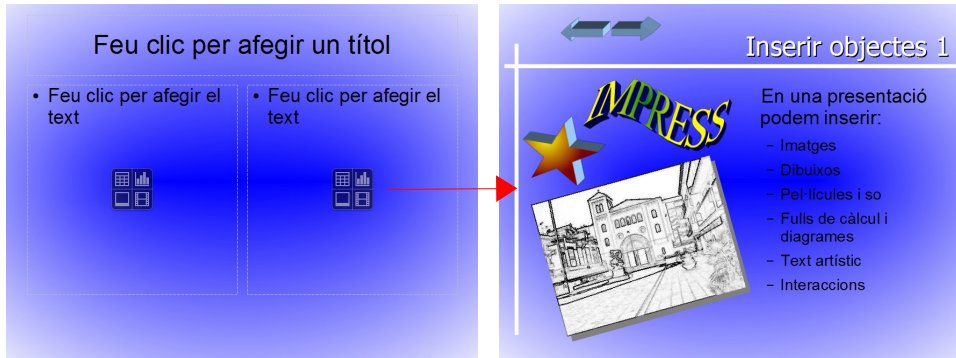 Feu clic per afegir un títol
• Feu clic per afegir el
text
• Feu clic per afegir el
text
Inserir objectes 1
IMPRESS
En una presentació
podem inserir:
– Imatges
– Dibuixos
– Pel·lícules i so
– Fulls de càlcul i
diagrames
– Text artístic
– Interaccions